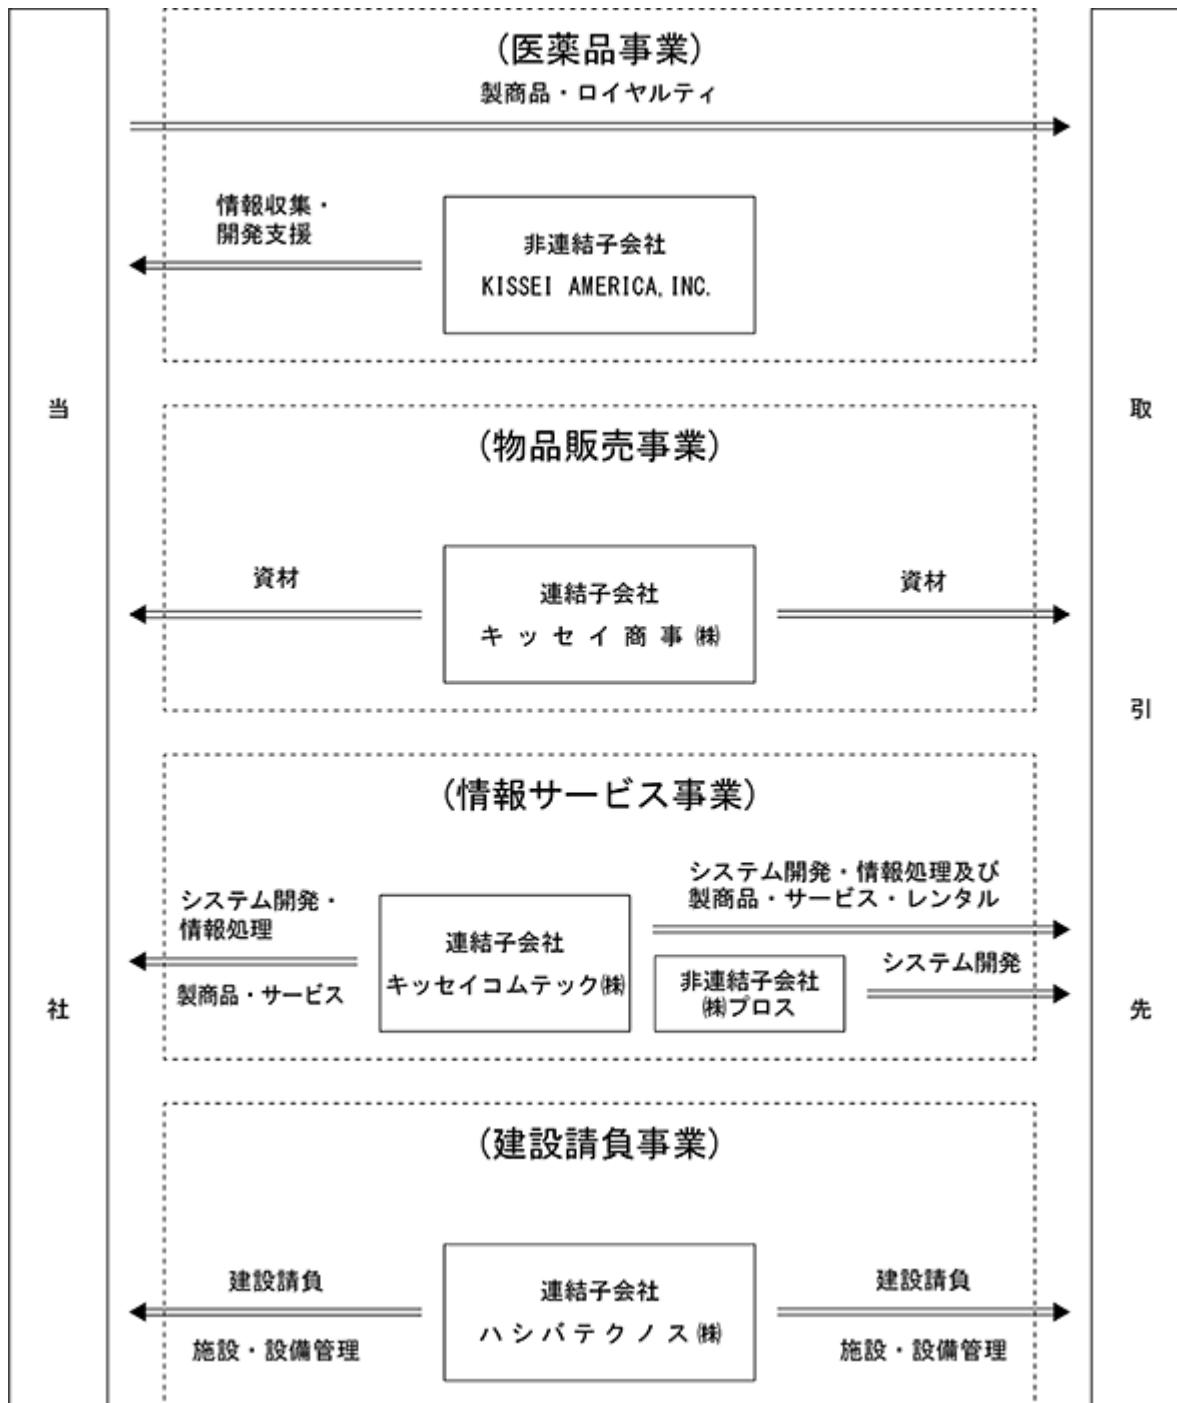 (医薬品事業)
製商品・ロイヤルティ
情報収集・
開発支援
非連結子会社
KISSEI AMERICA, INC.
当
社
取
引
先
(物品販売事業)
資材
連結子会社
キッセイ商事㈱
資材
(情報サービス事業)
システム開発・
情報処理
製商品・サービス
連結子会社
キッセイコムテック㈱
システム開発・情報処理及び
製商品・サービス・レンタル
非連結子会社
㈱プロス
システム開発
(建設請負事業)
建設請負
施設・設備管理
連結子会社
ハシバテクノス㈱
建設請負
施設・設備管理